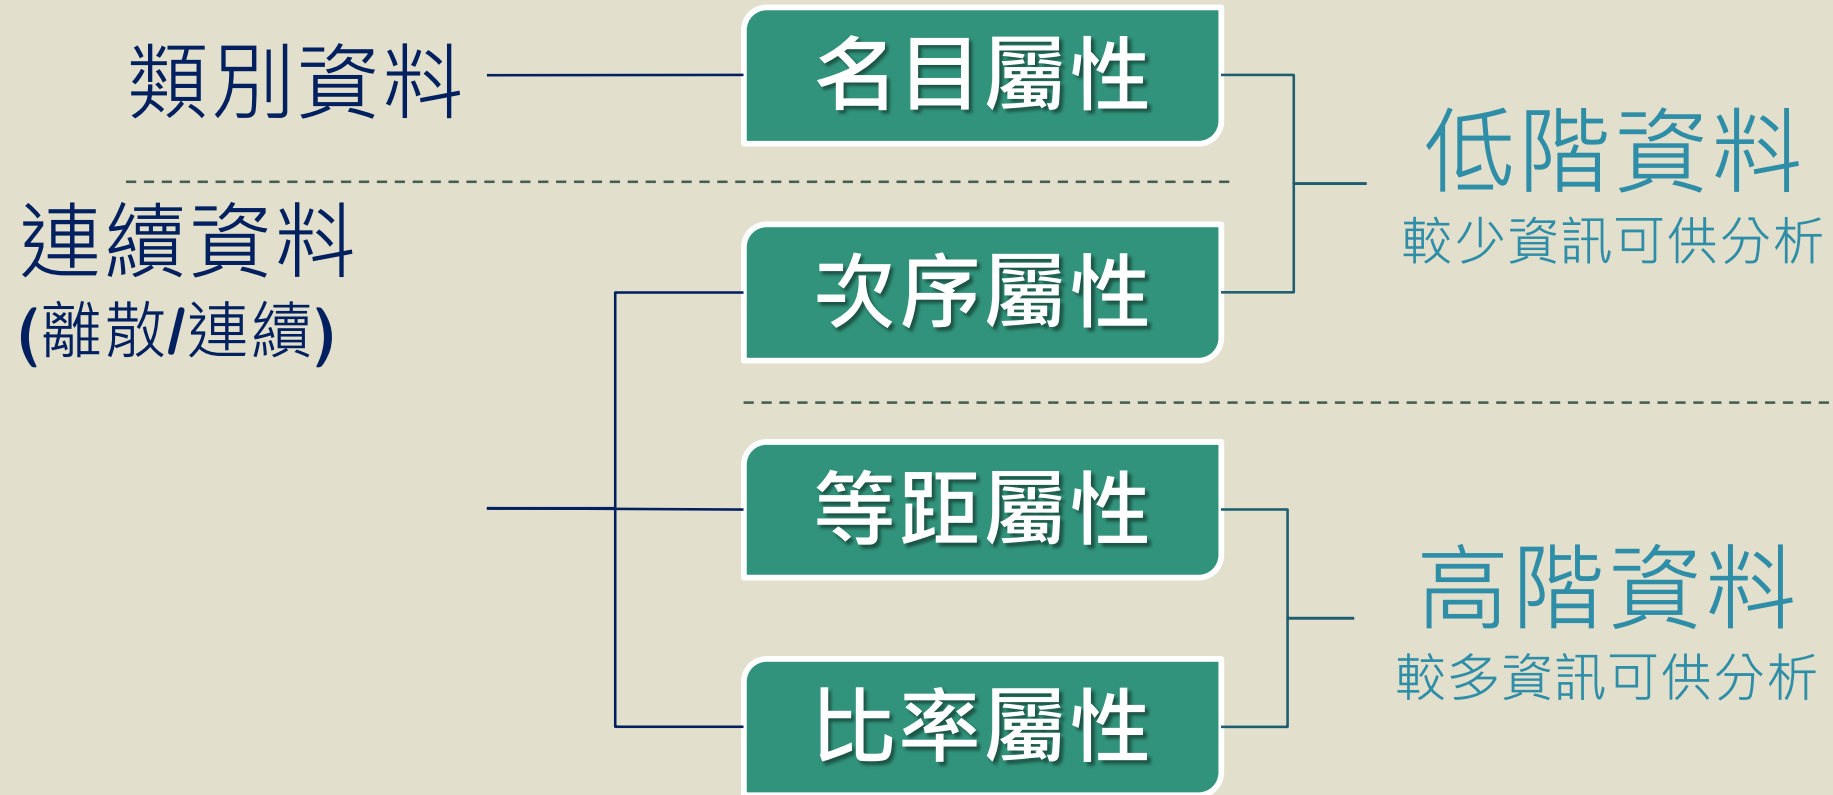 類別資料
名目屬性
低階資料
較少資訊可供分析
連續資料
(離散/連續)
次序屬性
等距屬性
高階資料
較多資訊可供分析
比率屬性